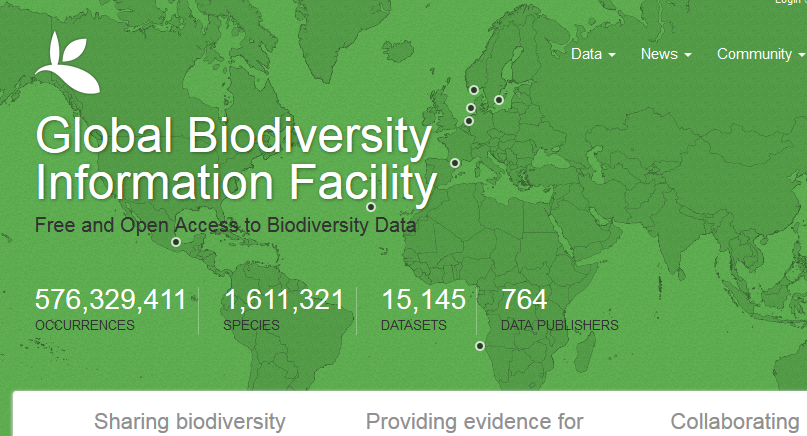 Login
Data News Community
Global Biodiversity
Information Facility
Free and Open Access to Biodiversity Data
576,329,411 1,611,321 15,145 764
OCCURRENCES SPECIES DATASETS DATA PUBLISHERS
Sharing biodiversity Providing evidence for Collaborating